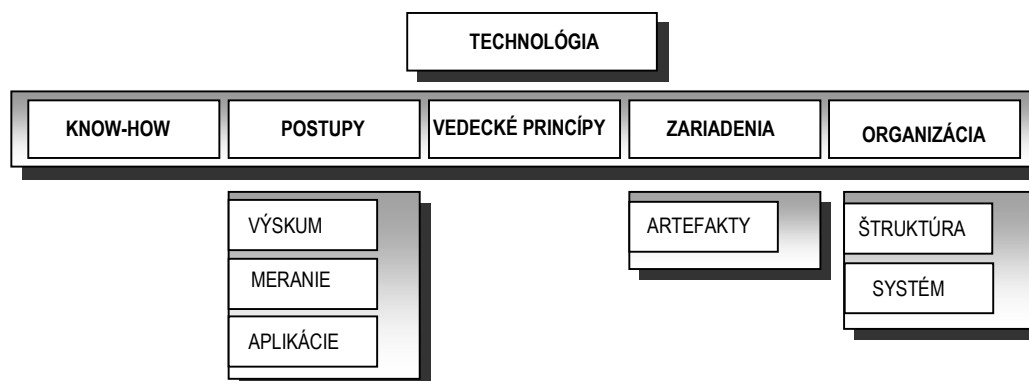 TECHNOLÓGIA
KNOW-HOW
POSTUPY
VEDECKÉ PRINCÍPY
ZARIADENIA
ORGANIZÁCIA
VÝSKUM
MERANIE
APLIKÁCIE
ARTEFAKTY
ŠTRUKTÚRA
SYSTÉM